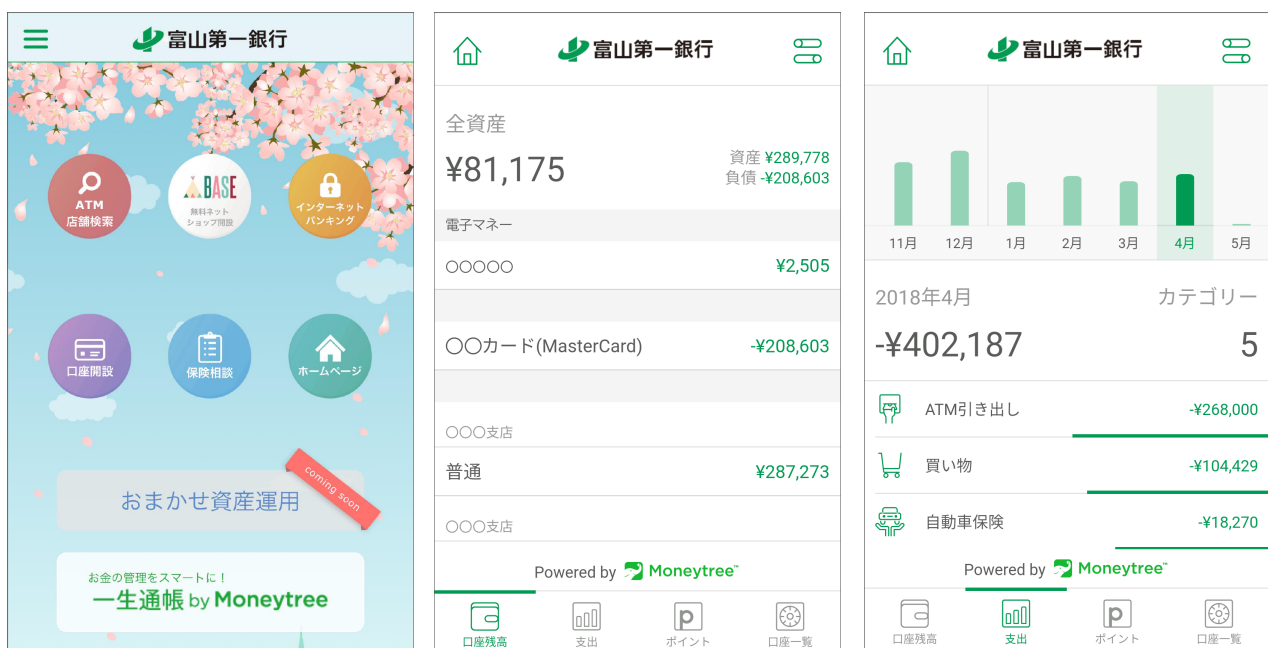 富山第一銀行
ATM
店舗検索
BASE
無料ネット
ショップ開設
インターネット
バンキング
口座開設
保険相談
ホームページ
coming soon
おまかせ資産運用
お金の管理をスマートに!
一生通帳 by Moneytree
富山第一銀行
全資産
¥81,175
資産 ¥289,778
負債 -¥208,603
電子マネー
○○○○○ ¥2,505
○○カード(MasterCard) -¥208,603
○○○支店
普通 ¥287,273
○○○支店
Powered by Moneytree™
口座残高 支出 ポイント 口座一覧
富山第一銀行
11月 12月 1月 2月 3月 4月 5月
2018年4月 カテゴリー
-¥402,187 5
ATM引き出し -¥268,000
買い物 -¥104,429
自動車保険 -¥18,270
Powered by Moneytree™
口座残高 支出 ポイント 口座一覧